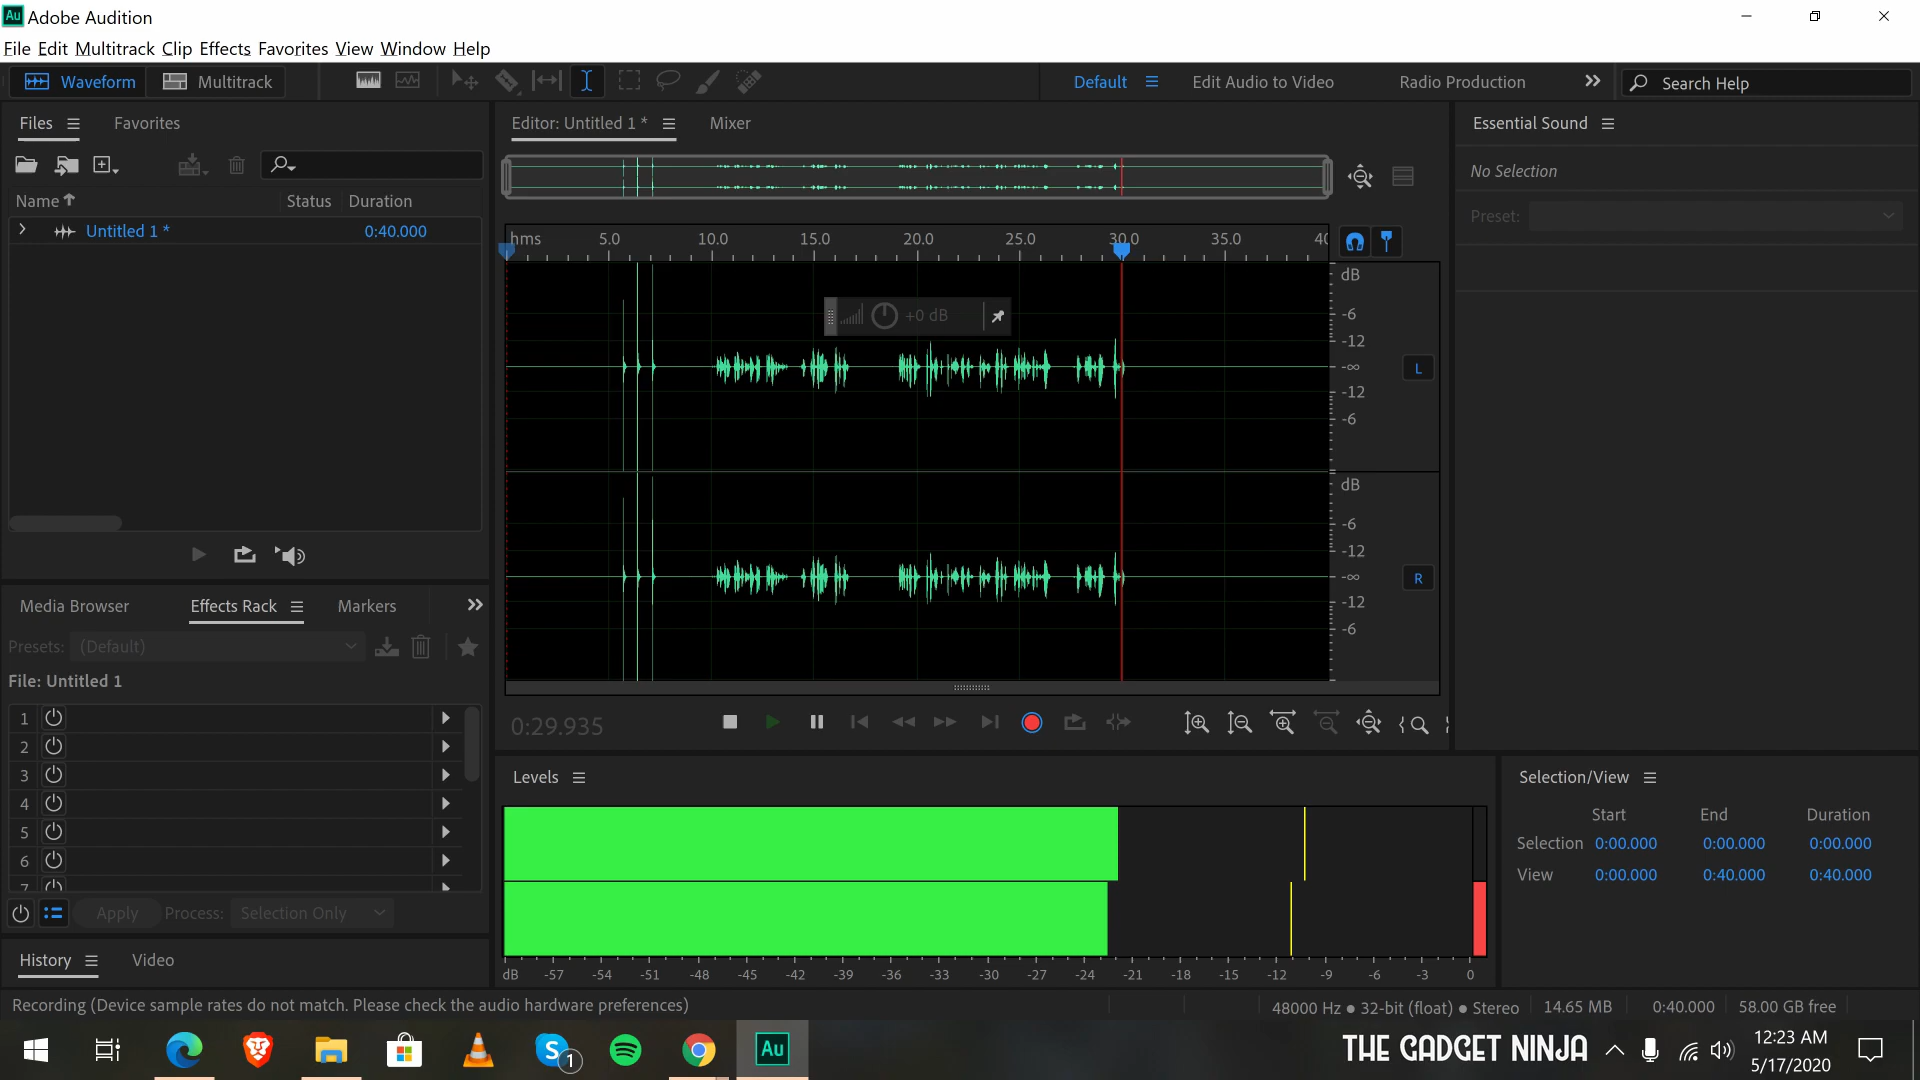 Au Adobe Audition
File Edit Multitrack Clip Effects Favorites View Window Help
Waveform Multitrack Default Edit Audio to Video Radio Production Search Help
Files Favorites
Name Status Duration
Untitled 1 * 0:40.000
Editor: Untitled 1 * Mixer
hms 5.0 10.0 15.0 20.0 25.0 30.0 35.0
+0 dB
dB
-6
-12
-∞
-12
-6
L
dB
-6
-12
-∞
-12
-6
R
0:29.935
Essential Sound
No Selection
Preset:
Media Browser Effects Rack Markers
Presets: (Default)
File: Untitled 1
1
2
3
4
5
6
7
Apply Process: Selection Only
History Video
Levels
dB -57 -54 -51 -48 -45 -42 -39 -36 -33 -30 -27 -24 -21 -18 -15 -12 -9 -6 -3 0
Selection/View
Start End Duration
Selection 0:00.000 0:00.000 0:00.000
View 0:00.000 0:40.000 0:40.000
Recording (Device sample rates do not match. Please check the audio hardware preferences)
48000 Hz ● 32-bit (float) ● Stereo 14.65 MB 0:40.000 58.00 GB free
S 1 Au
THE GADGET NINJA
12:23 AM
5/17/2020